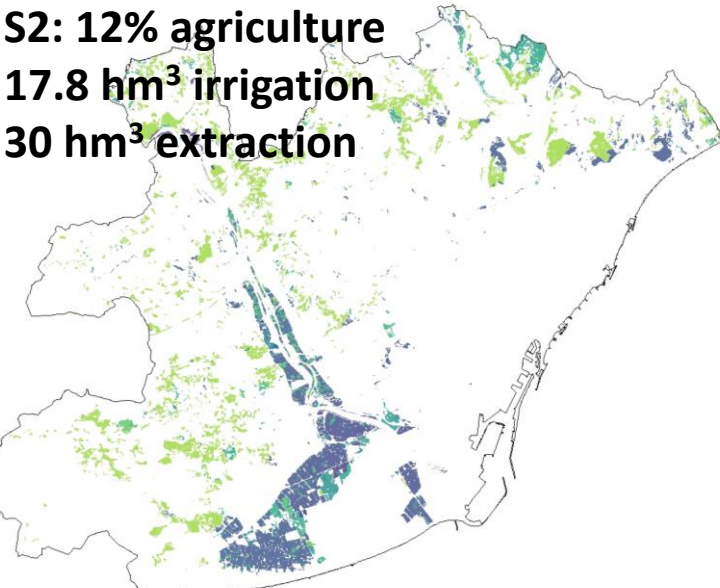 S2: 12% agriculture
17.8 hm³ irrigation
30 hm³ extraction